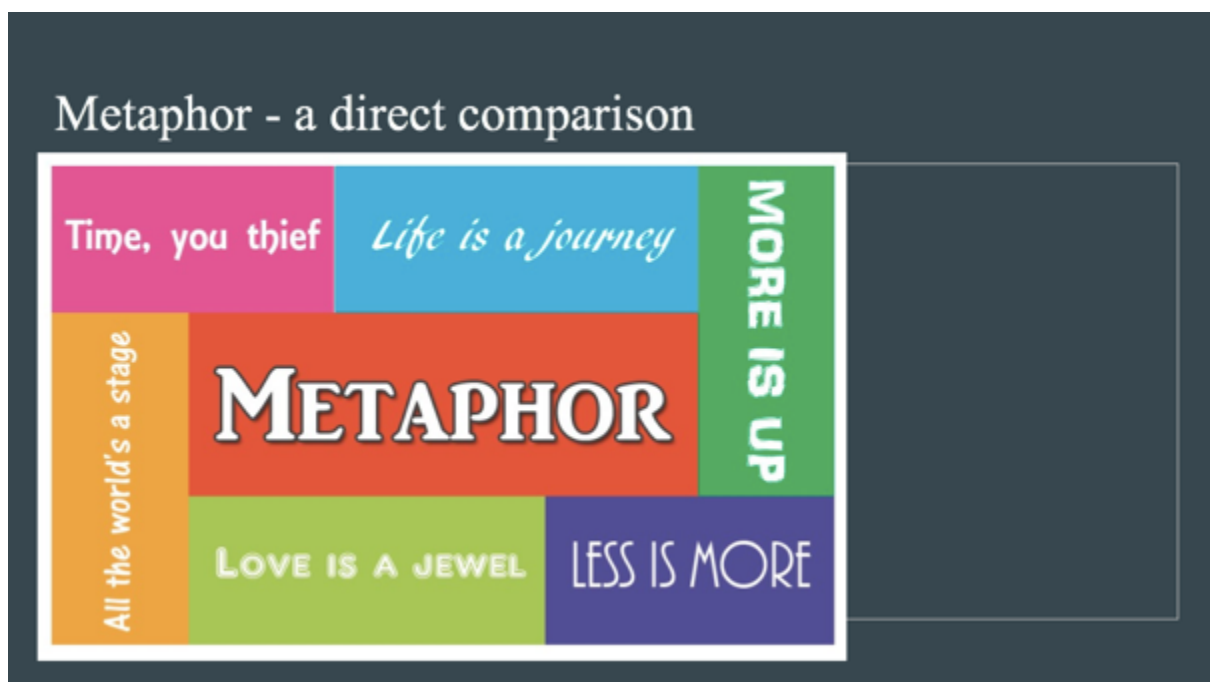 Metaphor - a direct comparison
Time, you thief
Life is a journey
MORE IS UP
All the world's a stage
METAPHOR
LOVE IS A JEWEL
LESS IS MORE